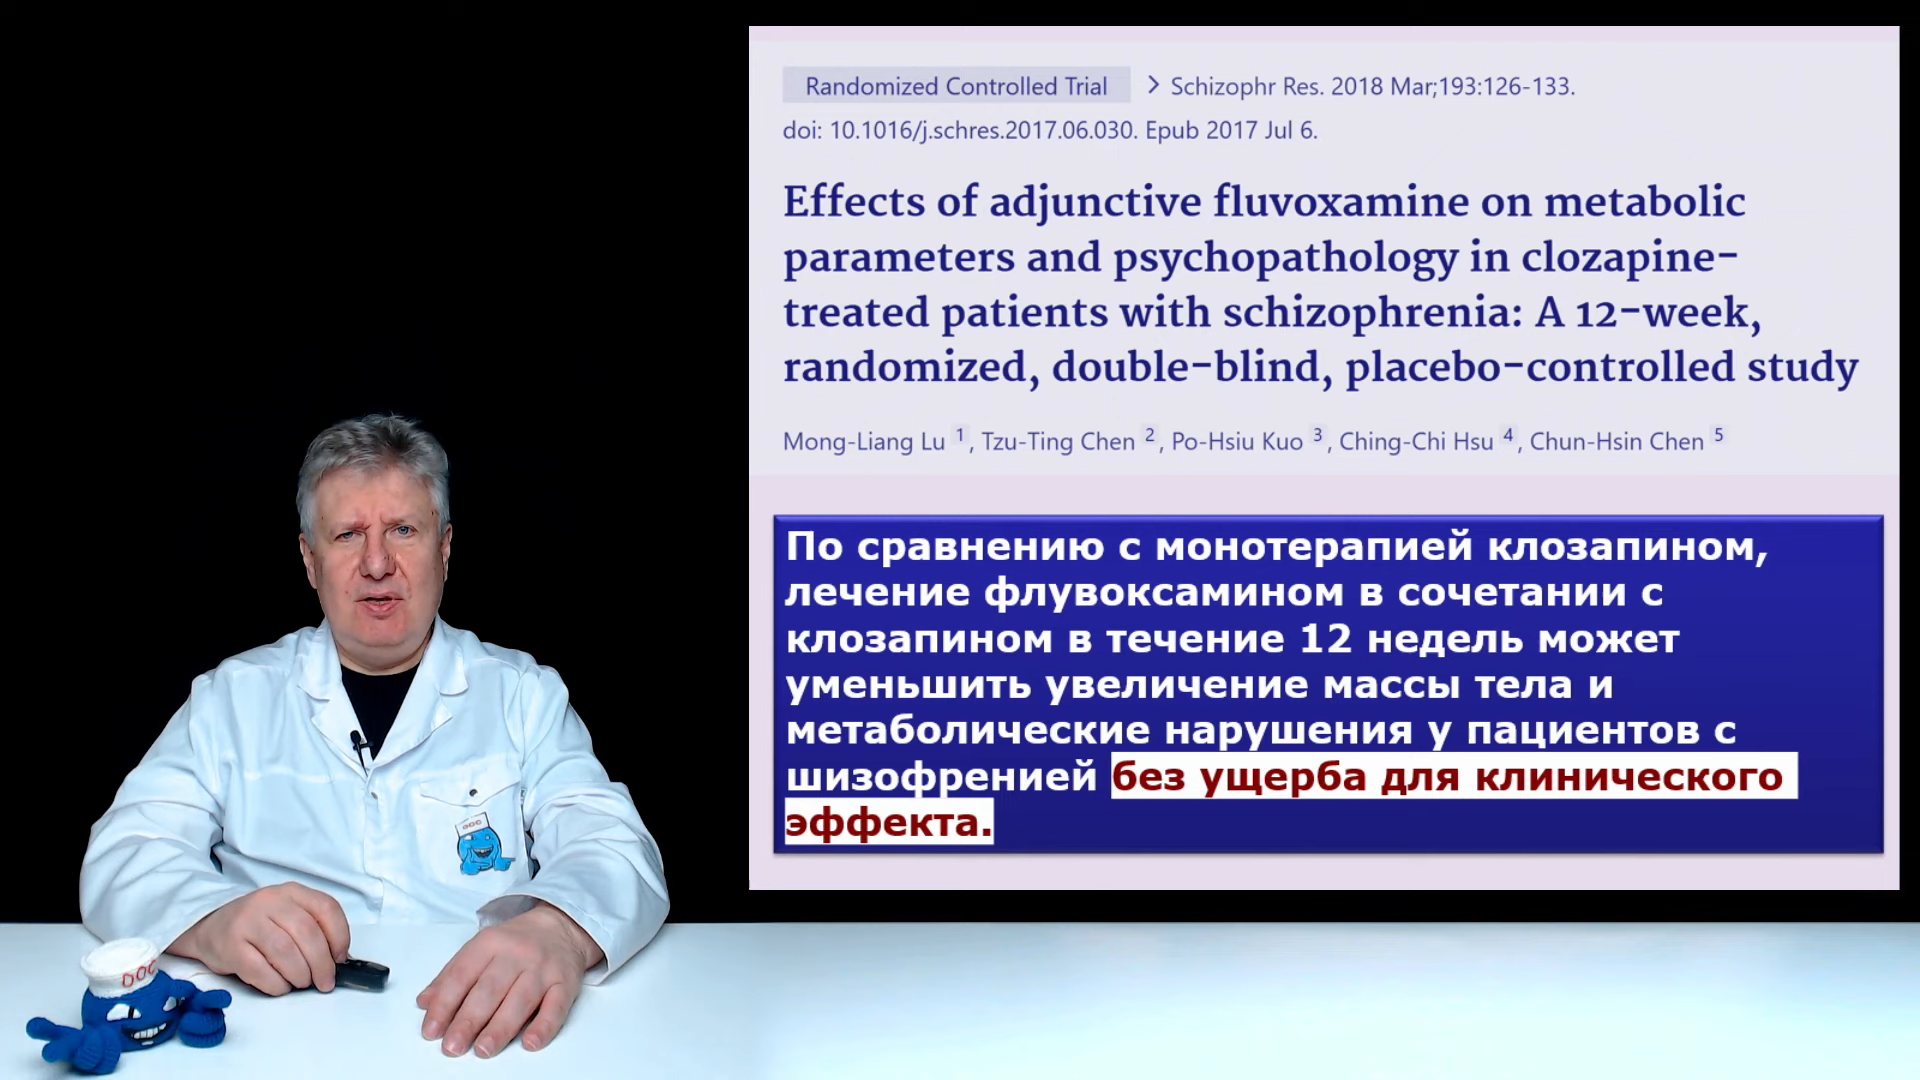 Randomized Controlled Trial > Schizophr Res. 2018 Mar;193:126-133.
doi: 10.1016/j.schres.2017.06.030. Epub 2017 Jul 6.
Effects of adjunctive fluvoxamine on metabolic
parameters and psychopathology in clozapine-
treated patients with schizophrenia: A 12-week,
randomized, double-blind, placebo-controlled study
Mong-Liang Lu 1, Tzu-Ting Chen 2, Po-Hsiu Kuo 3, Ching-Chi Hsu 4, Chun-Hsin Chen 5
По сравнению с монотерапией клозапином,
лечение флувоксамином в сочетании с
клозапином в течение 12 недель может
уменьшить увеличение массы тела и
метаболические нарушения у пациентов с
шизофренией без ущерба для клинического
эффекта.
DOC
DOC